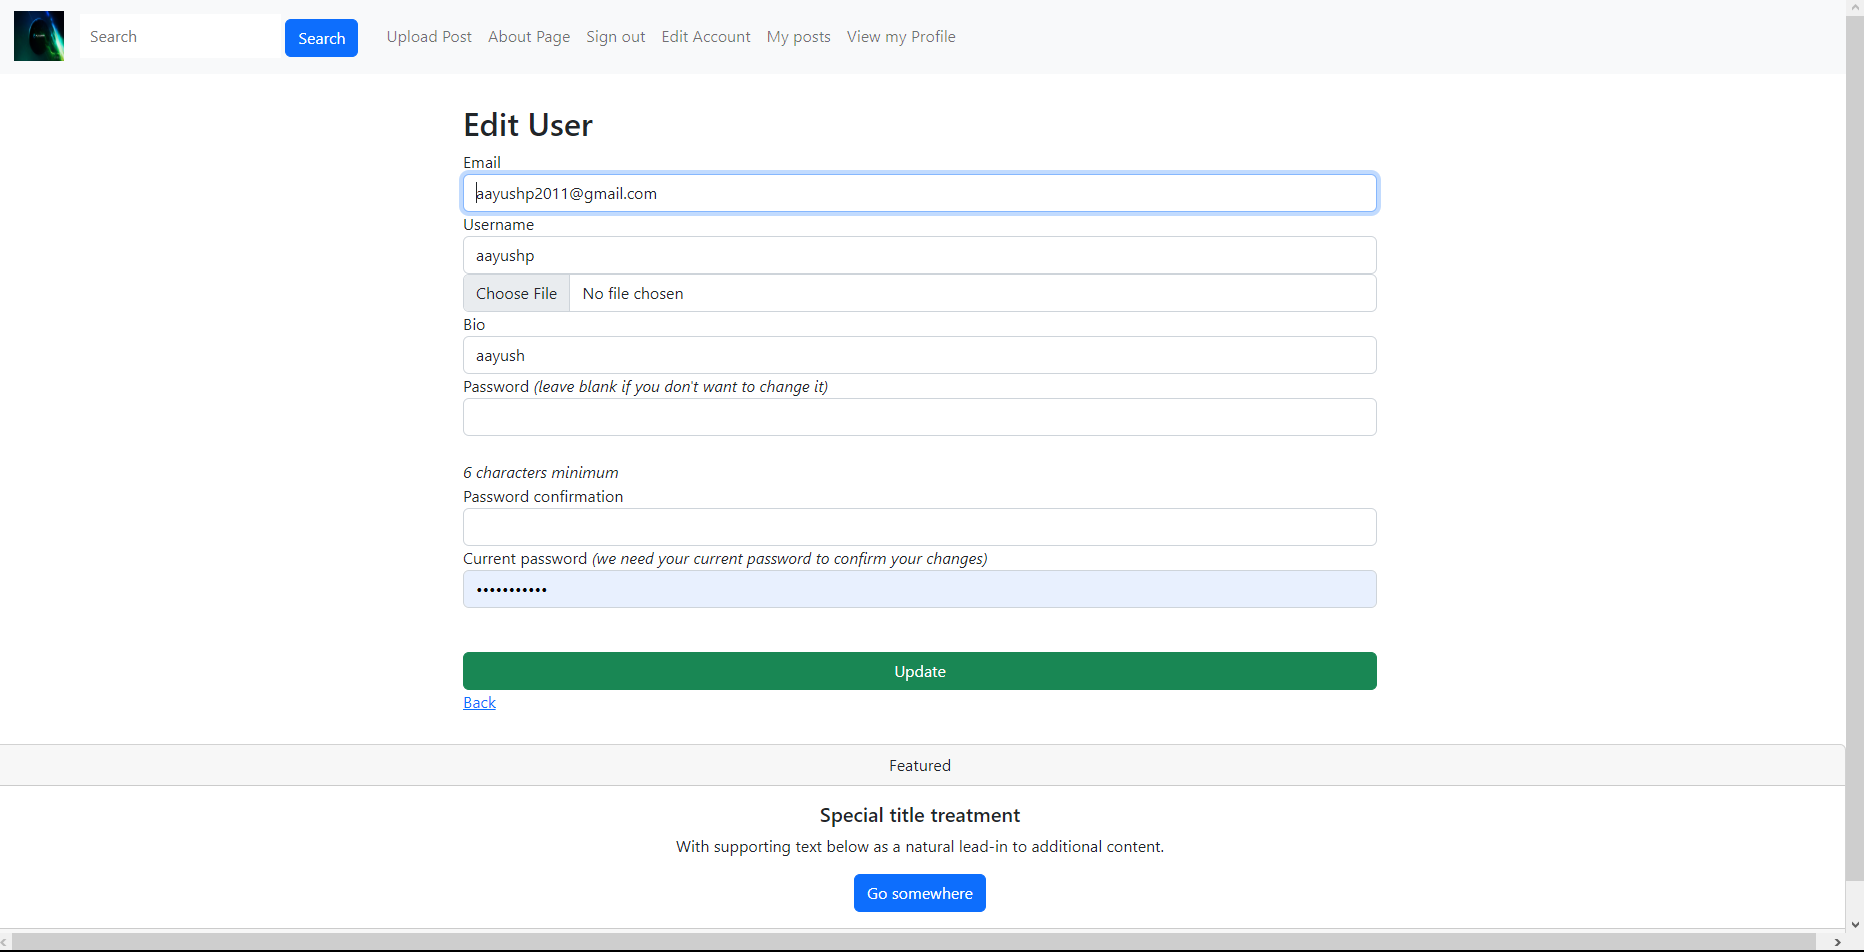 Search Search Upload Post About Page Sign out Edit Account My posts View my Profile
Edit User
Email
aayushp2011@gmail.com
Username
aayushp
Choose File No file chosen
Bio
aayush
Password (leave blank if you don't want to change it)
6 characters minimum
Password confirmation
Current password (we need your current password to confirm your changes)
•••••••••••
Update
Back
Featured
Special title treatment
With supporting text below as a natural lead-in to additional content.
Go somewhere